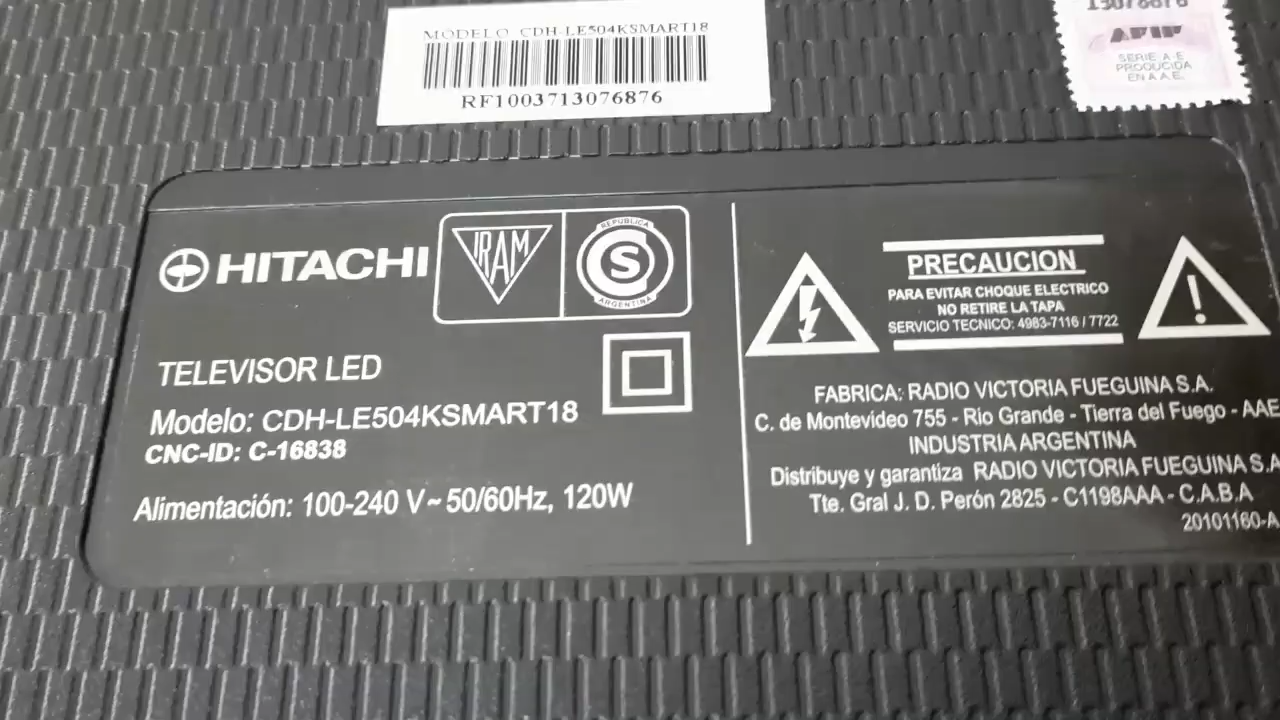 MODELO CDH-LE504KSMART18
RF1003713076876
AFIP
SERIE A-E
PRODUCIDA
EN A.A.E.
HITACHI
IRAM
REPUBLICA
S
ARGENTINA
TELEVISOR LED
Modelo: CDH-LE504KSMART18
CNC-ID: C-16838
Alimentación: 100-240 V~50/60Hz, 120W
PRECAUCION
PARA EVITAR CHOQUE ELECTRICO
NO RETIRE LA TAPA
SERVICIO TECNICO: 4983-7116 / 7722
!
FABRICA: RADIO VICTORIA FUEGUINA S.A.
C. de Montevideo 755 - Rio Grande - Tierra del Fuego - AAE
INDUSTRIA ARGENTINA
Distribuye y garantiza RADIO VICTORIA FUEGUINA S.A
Tte. Gral J. D. Perón 2825 - C1198AAA - C.A.B.A
20101160-A